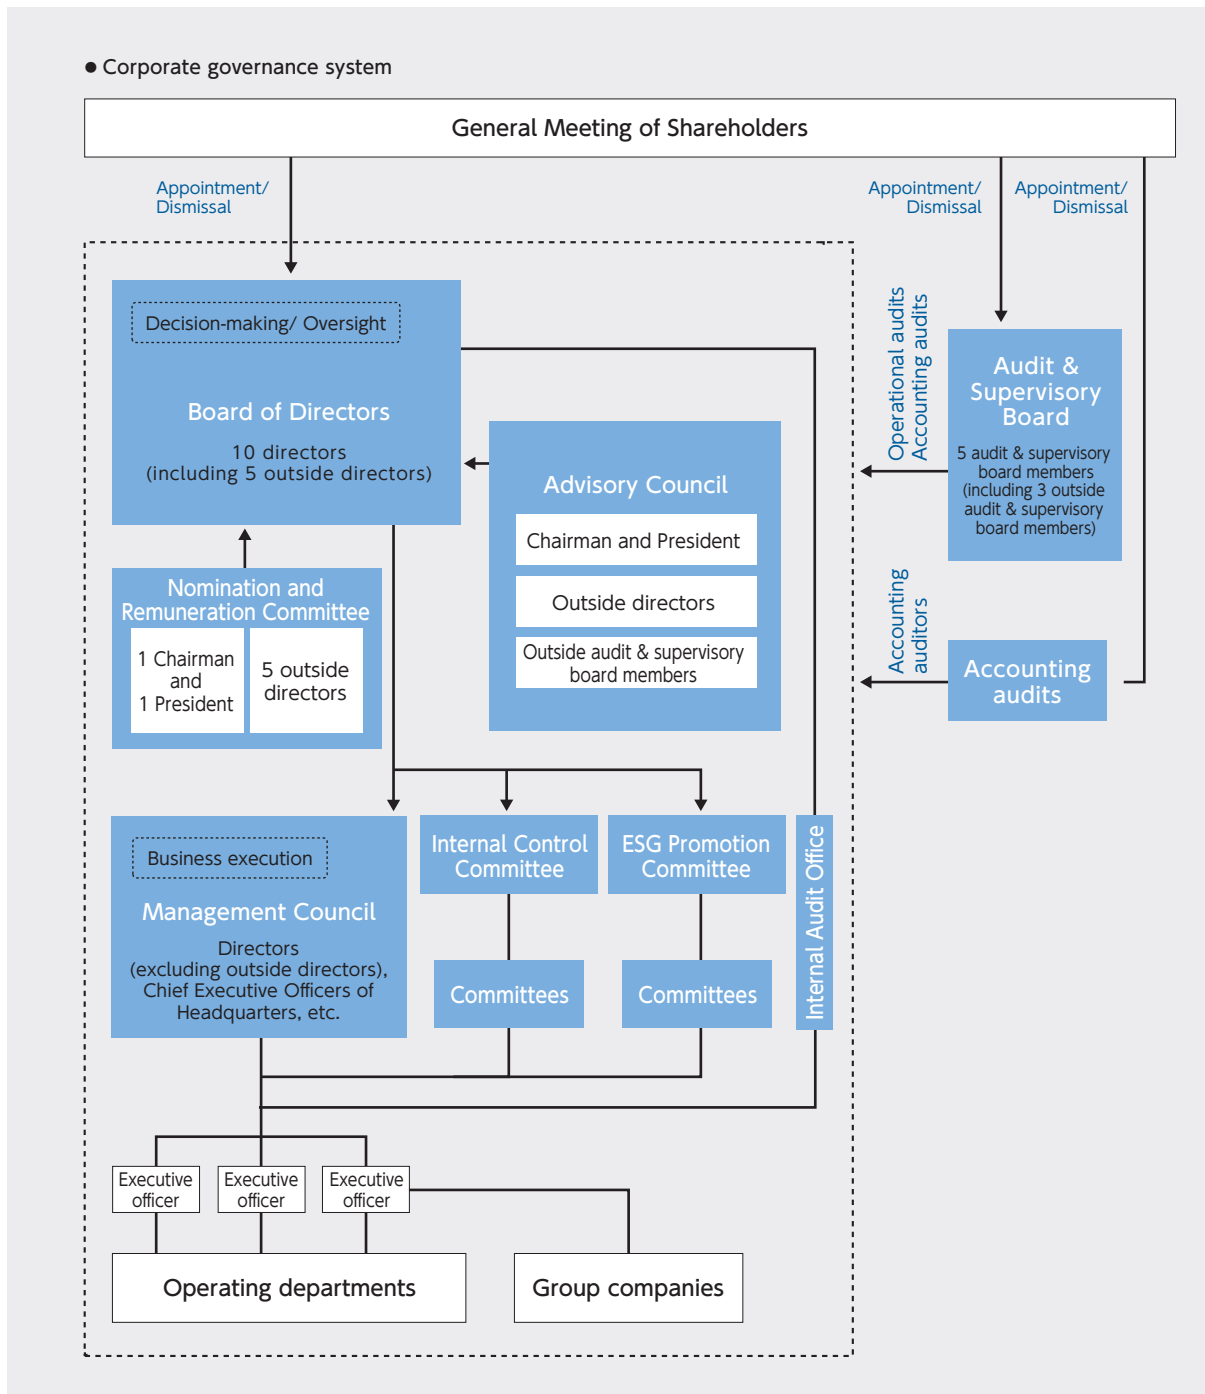 ● Corporate governance system
General Meeting of Shareholders
Appointment/
Dismissal
Appointment/
Dismissal
Appointment/
Dismissal
Decision-making/ Oversight
Board of Directors
10 directors
(including 5 outside directors)
Operational audits
Accounting audits
Audit &
Supervisory
Board
5 audit & supervisory
board members
(including 3 outside
audit & supervisory
board members)
Advisory Council
Chairman and President
Outside directors
Outside audit & supervisory
board members
Nomination and
Remuneration Committee
1 Chairman
and
1 President
5 outside
directors
Accounting
auditors
Accounting
audits
Business execution
Management Council
Directors
(excluding outside directors),
Chief Executive Officers of
Headquarters, etc.
Internal Control
Committee
ESG Promotion
Committee
Internal Audit Office
Committees
Committees
Executive
officer
Executive
officer
Executive
officer
Operating departments
Group companies